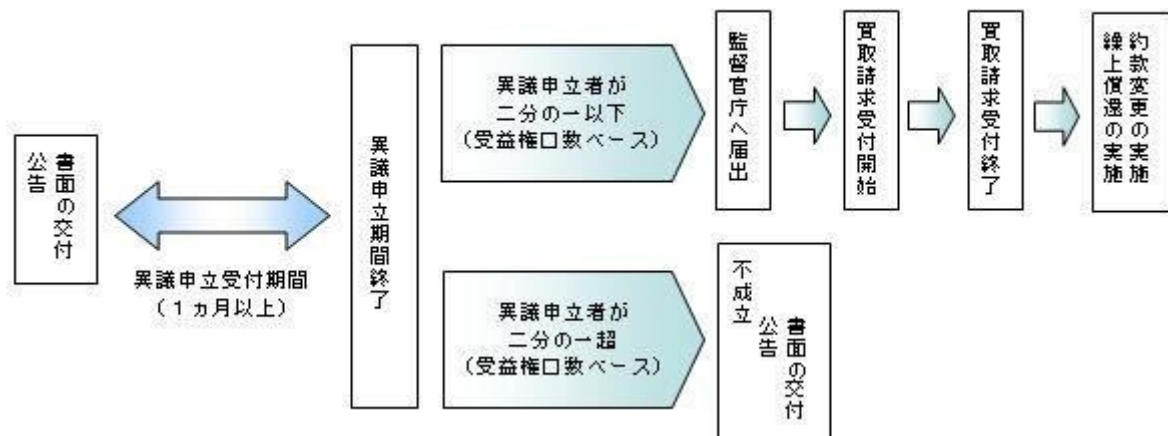 書面の交付
公告
異議申立受付期間
(1ヵ月以上)
異議申立期間終了
異議申立者が
二分の一以下
(受益権口数ベース)
監督官庁へ届出
買取請求受付開始
買取請求受付終了
約款変更の実施
繰上償還の実施
異議申立者が
二分の一超
(受益権口数ベース)
不成立
書面の交付
公告